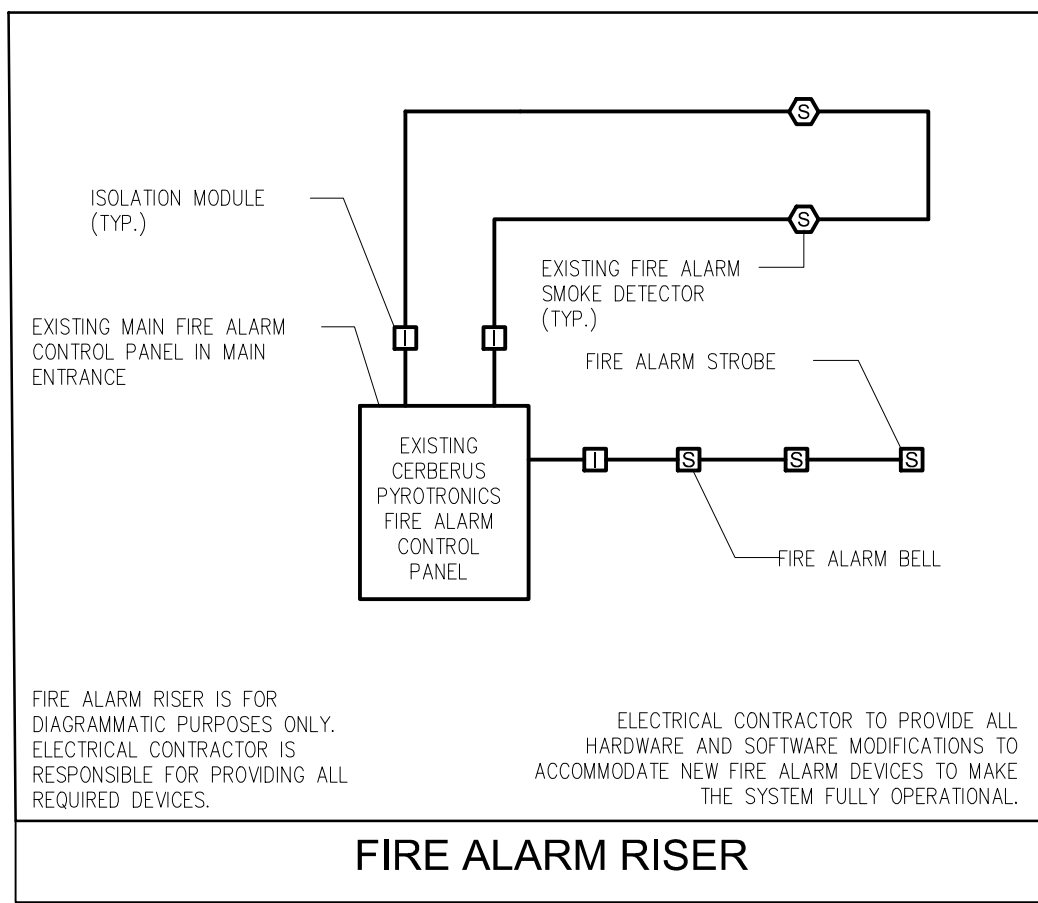 S
ISOLATION MODULE
(TYP.)
S
EXISTING FIRE ALARM
SMOKE DETECTOR
(TYP.)
EXISTING MAIN FIRE ALARM
CONTROL PANEL IN MAIN
ENTRANCE
I
I
FIRE ALARM STROBE
EXISTING
CERBERUS
PYROTRONICS
FIRE ALARM
CONTROL
PANEL
I
S
S
S
FIRE ALARM BELL
FIRE ALARM RISER IS FOR
DIAGRAMMATIC PURPOSES ONLY.
ELECTRICAL CONTRACTOR IS
RESPONSIBLE FOR PROVIDING ALL
REQUIRED DEVICES.
ELECTRICAL CONTRACTOR TO PROVIDE ALL
HARDWARE AND SOFTWARE MODIFICATIONS TO
ACCOMMODATE NEW FIRE ALARM DEVICES TO MAKE
THE SYSTEM FULLY OPERATIONAL.
FIRE ALARM RISER